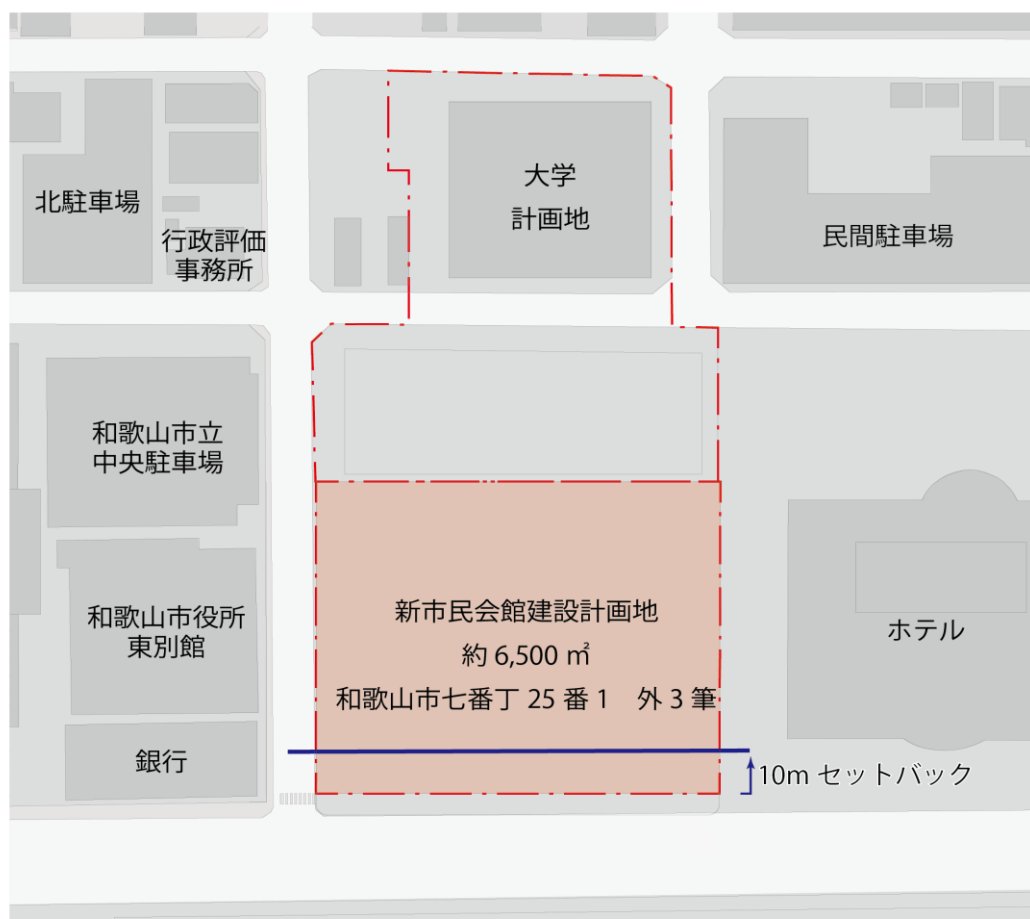 大学
計画地
北駐車場
行政評価
事務所
民間駐車場
和歌山市立
中央駐車場
和歌山市役所
東別館
新市民会館建設計画地
約 6,500 ㎡
和歌山市七番丁 25 番 1　外 3 筆
ホテル
銀行
10m セットバック